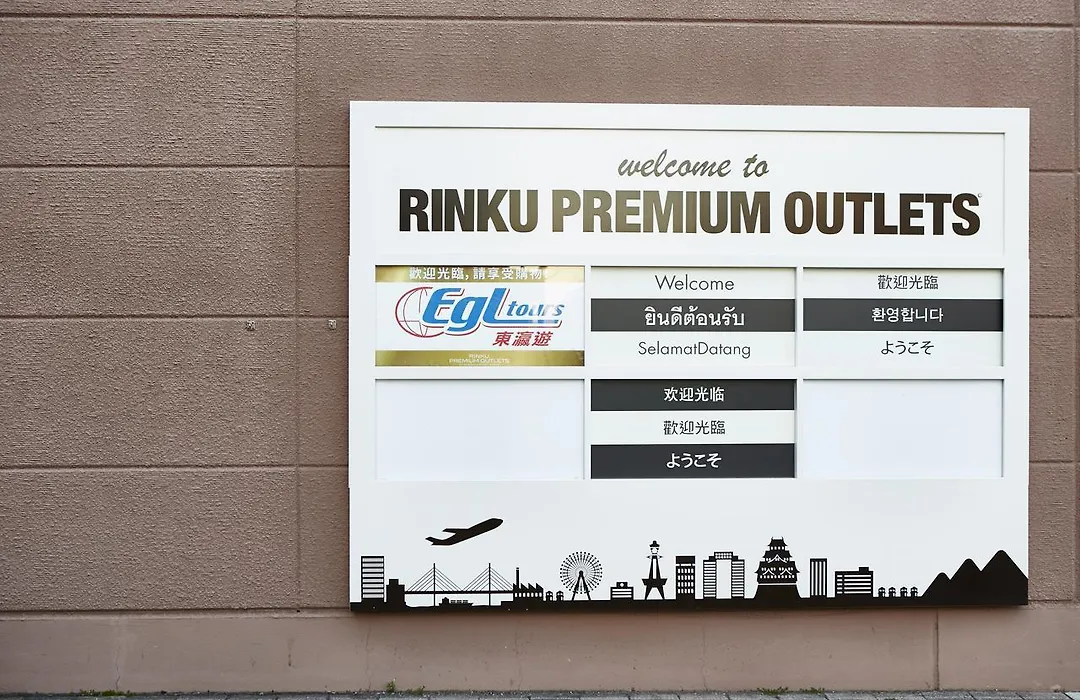 welcome to
RINKU PREMIUM OUTLETS
歡迎光臨，請享受購物
Egl tours
東瀛遊
RINKU
PREMIUM OUTLETS
Welcome
ยินดีต้อนรับ
SelamatDatang
歡迎光臨
환영합니다
ようこそ
欢迎光临
歡迎光臨
ようこそ